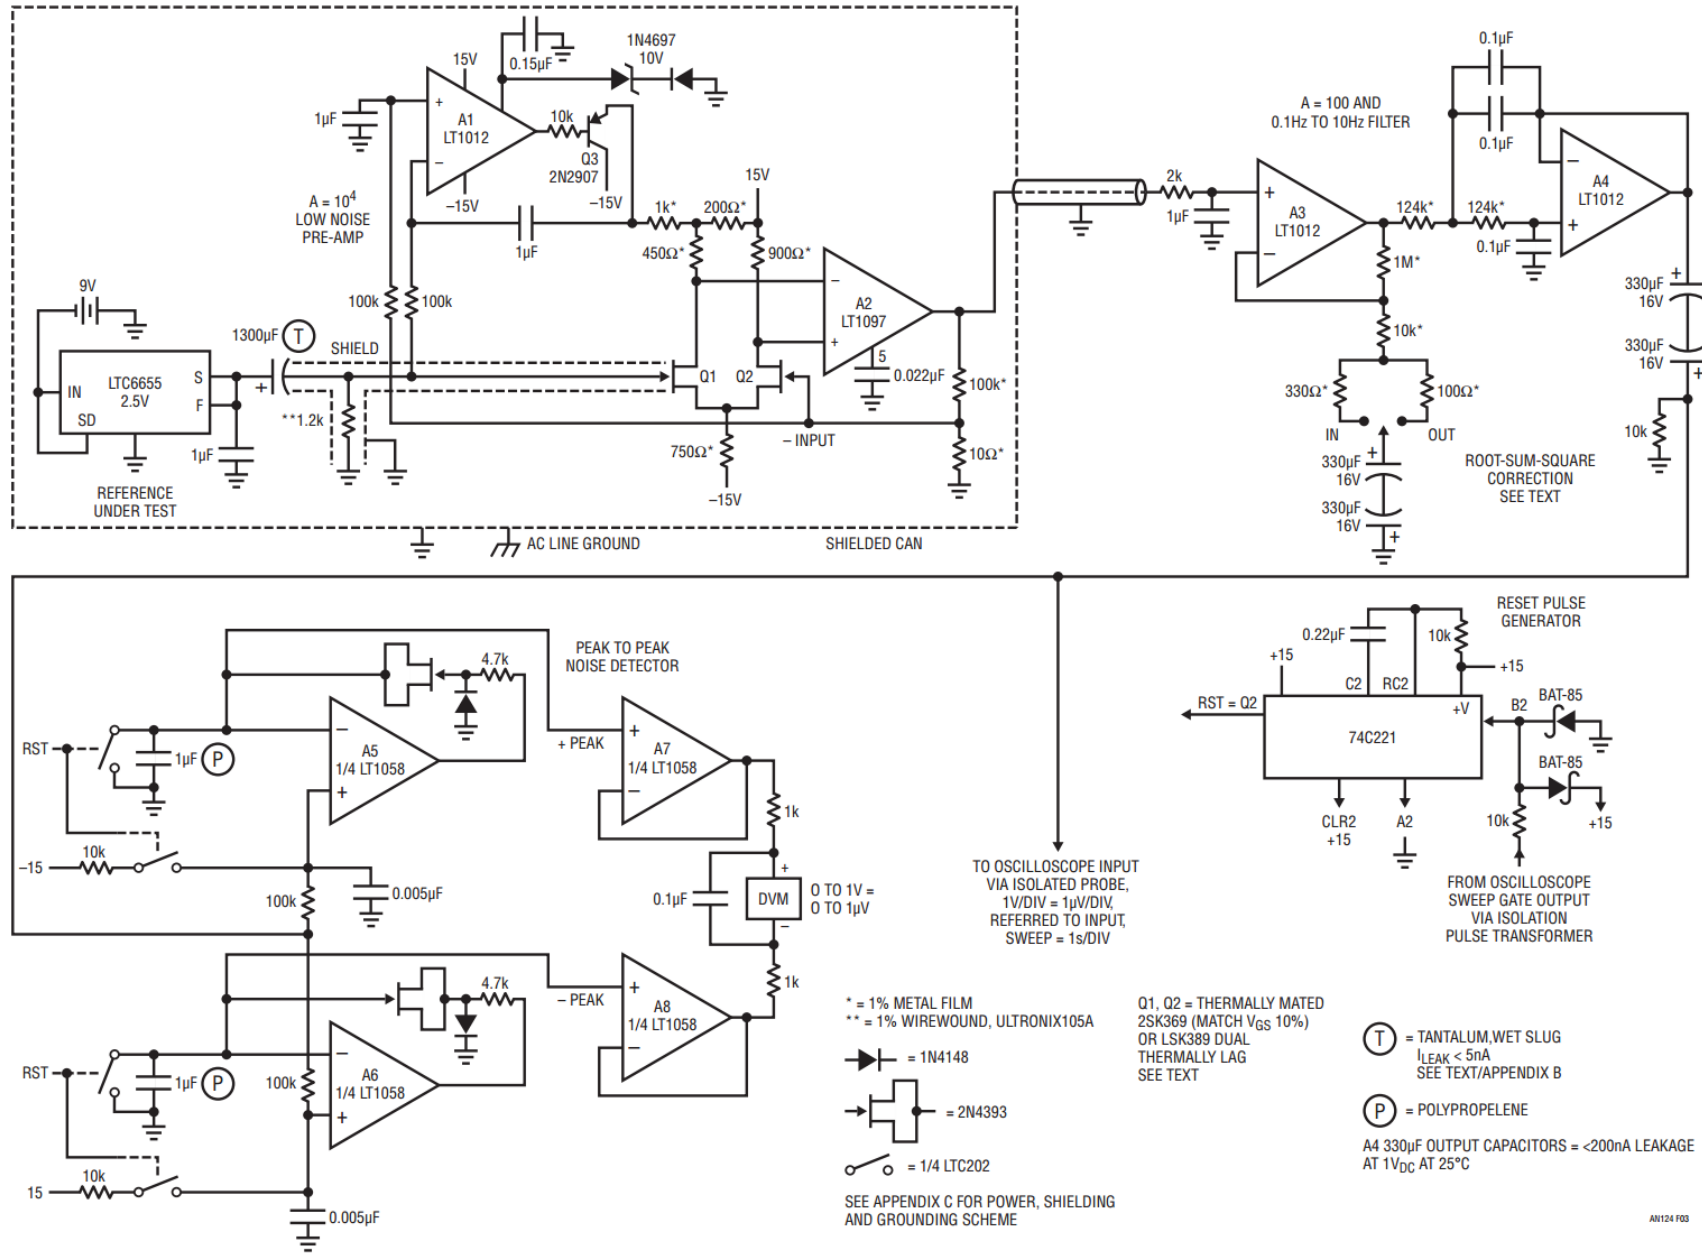 15V
0.15µF
1N4697
10V
1µF
+
A1
LT1012
–
10k
Q3
2N2907
–15V
–15V
A = 10⁴
LOW NOISE
PRE-AMP
1µF
1k*
200Ω*
15V
450Ω*
900Ω*
100k
100k
–
A2
LT1097
+
5
0.022µF
100k*
10Ω*
9V
1300µF
T
SHIELD
+
LTC6655
2.5V
IN
SD
S
F
**1.2k
1µF
REFERENCE
UNDER TEST
Q1
Q2
– INPUT
750Ω*
–15V
AC LINE GROUND
SHIELDED CAN
A = 100 AND
0.1Hz TO 10Hz FILTER
2k
1µF
+
A3
LT1012
–
0.1µF
0.1µF
124k*
124k*
0.1µF
–
A4
LT1012
+
1M*
10k*
330Ω*
100Ω*
IN
OUT
+
330µF
16V
330µF
16V
+
ROOT-SUM-SQUARE
CORRECTION
SEE TEXT
+
330µF
16V
330µF
16V
+
10k
PEAK TO PEAK
NOISE DETECTOR
4.7k
RST
1µF
P
–
A5
1/4 LT1058
+
–15
10k
0.005µF
100k
+ PEAK
+
A7
1/4 LT1058
–
1k
+
0.1µF
DVM
O TO 1V =
O TO 1µV
–
1k
4.7k
– PEAK
+
A8
1/4 LT1058
–
RST
1µF
P
100k
–
A6
1/4 LT1058
+
15
10k
0.005µF
TO OSCILLOSCOPE INPUT
VIA ISOLATED PROBE,
1V/DIV = 1µV/DIV,
REFERRED TO INPUT,
SWEEP = 1s/DIV
RESET PULSE
GENERATOR
0.22µF
10k
+15
+15
C2
RC2
+V
RST = Q2
74C221
B2
BAT-85
BAT-85
+15
10k
CLR2
+15
A2
FROM OSCILLOSCOPE
SWEEP GATE OUTPUT
VIA ISOLATION
PULSE TRANSFORMER
* = 1% METAL FILM
** = 1% WIREWOUND, ULTRONIX105A
= 1N4148
= 2N4393
= 1/4 LTC202
SEE APPENDIX C FOR POWER, SHIELDING
AND GROUNDING SCHEME
Q1, Q2 = THERMALLY MATED
2SK369 (MATCH VGS 10%)
OR LSK389 DUAL
THERMALLY LAG
SEE TEXT
T = TANTALUM,WET SLUG
ILEAK < 5nA
SEE TEXT/APPENDIX B
P = POLYPROPELENE
A4 330µF OUTPUT CAPACITORS = <200nA LEAKAGE
AT 1VDC AT 25°C
AN124 F03